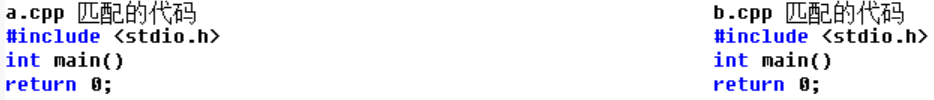 a.cpp 匹配的代码
#include <stdio.h>
int main()
return 0;
b.cpp 匹配的代码
#include <stdio.h>
int main()
return 0;